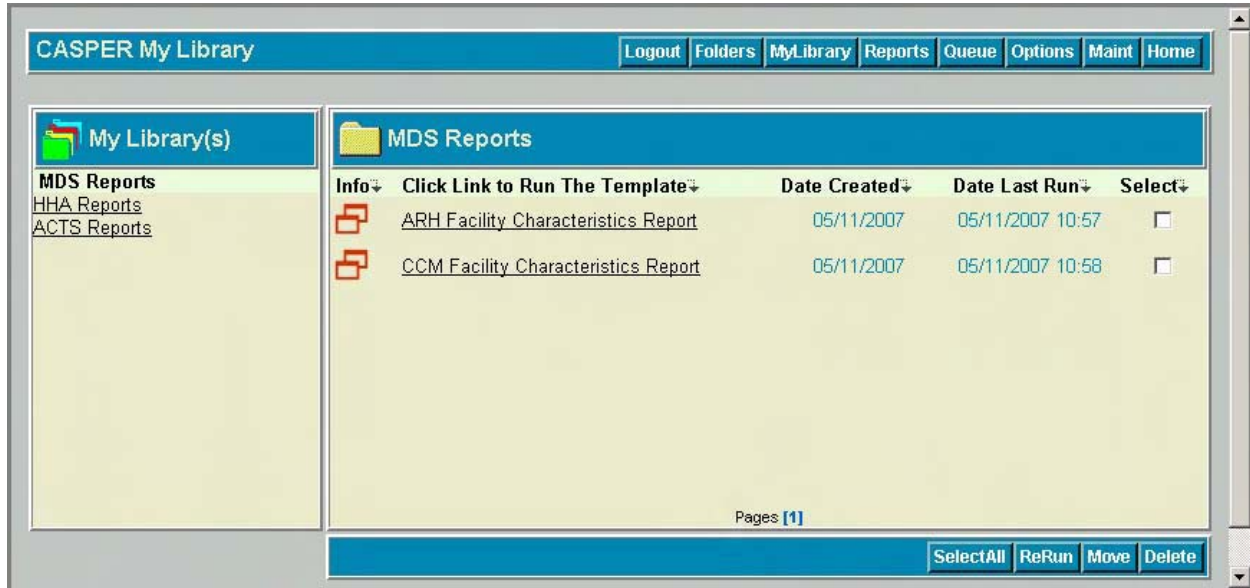 CASPER My Library
Logout Folders MyLibrary Reports Queue Options Maint Home
My Library(s)
MDS Reports
HHA Reports
ACTS Reports
MDS Reports
Info Click Link to Run The Template Date Created Date Last Run Select
ARH Facility Characteristics Report 05/11/2007 05/11/2007 10:57
CCM Facility Characteristics Report 05/11/2007 05/11/2007 10:58
Pages [1]
SelectAll ReRun Move Delete